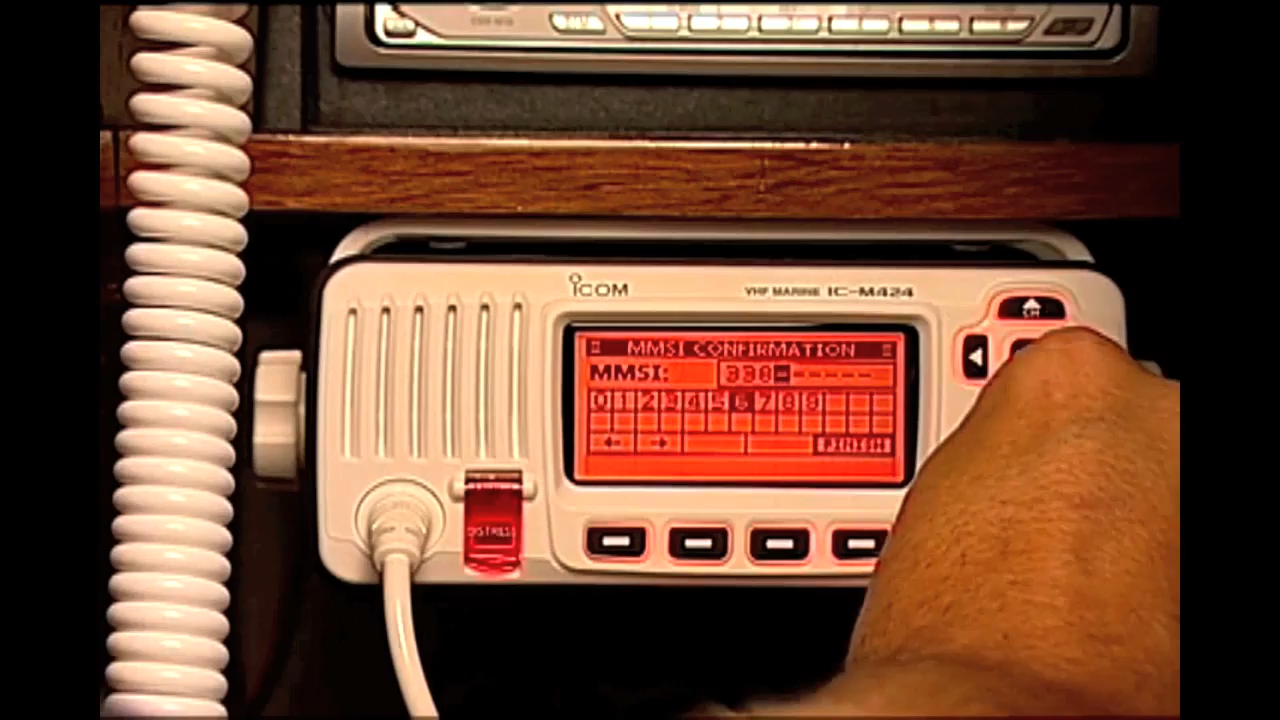 ICOM
VHF MARINE IC-M424
MMSI CONFIRMATION
MMSI: 338------
0 1 2 3 4 5 6 7 8 9
← →
FINISH
CH
DISTRESS